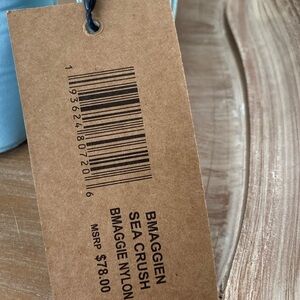 1 93624 80720 6
BMAGGIEN
SEA CRUSH
BMAGGIE NYLON
MSRP $78.00